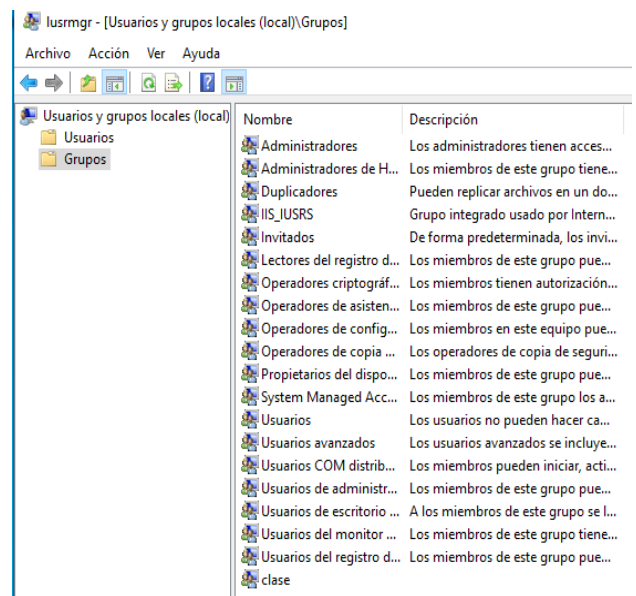 lusrmgr - [Usuarios y grupos locales (local)\Grupos]
Archivo Acción Ver Ayuda
Usuarios y grupos locales (local)
Usuarios
Grupos
Nombre Descripción
Administradores Los administradores tienen acces...
Administradores de H... Los miembros de este grupo tiene...
Duplicadores Pueden replicar archivos en un do...
IIS_IUSRS Grupo integrado usado por Intern...
Invitados De forma predeterminada, los invi...
Lectores del registro d... Los miembros de este grupo pue...
Operadores criptográf... Los miembros tienen autorización...
Operadores de asisten... Los miembros de este grupo pue...
Operadores de config... Los miembros en este equipo pue...
Operadores de copia ... Los operadores de copia de seguri...
Propietarios del dispo... Los miembros de este grupo pue...
System Managed Acc... Los miembros de este grupo los a...
Usuarios Los usuarios no pueden hacer ca...
Usuarios avanzados Los usuarios avanzados se incluye...
Usuarios COM distrib... Los miembros pueden iniciar, acti...
Usuarios de administr... Los miembros de este grupo pue...
Usuarios de escritorio ... A los miembros de este grupo se l...
Usuarios del monitor ... Los miembros de este grupo tiene...
Usuarios del registro d... Los miembros de este grupo pue...
clase